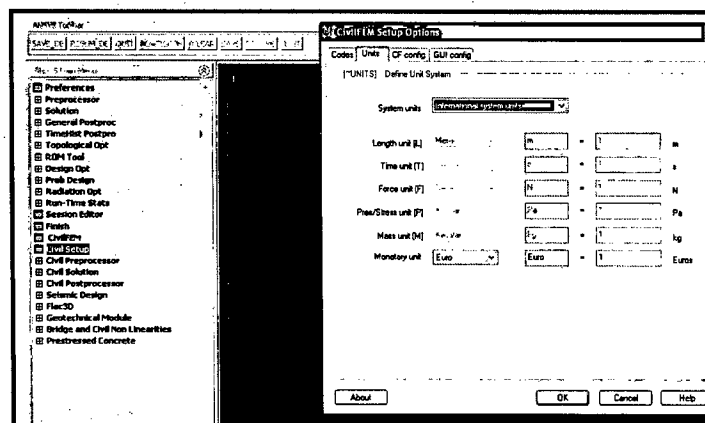 ANSYS Toolbar
SAVE_DB RESUM_DB QUIT
Preferences
Preprocessor
Solution
General Postproc
TimeHist Postpro
Topological Opt
ROM Tool
Design Opt
Prob Design
Radiation Opt
Run-Time Stats
Session Editor
Finish
CivilFEM
Civil Setup
Civil Preprocessor
Civil Solution
Civil Postprocessor
Seismic Design
Flac3D
Geotechnical Module
Bridge and Civil Non Linearities
Prestressed Concrete
CivilFEM Setup Options
Codes Units CF config GUI config
[~UNITS] Define Unit System
System units International system units
Length unit [L] m = 1 m
Time unit [T] = 1 s
Force unit [F] N = 1 N
Pres/Stress unit [P] Pa = 1 Pa
Mass unit [M] = 1 kg
Monetary unit Euro Euro = 1 Euros
About OK Cancel Help